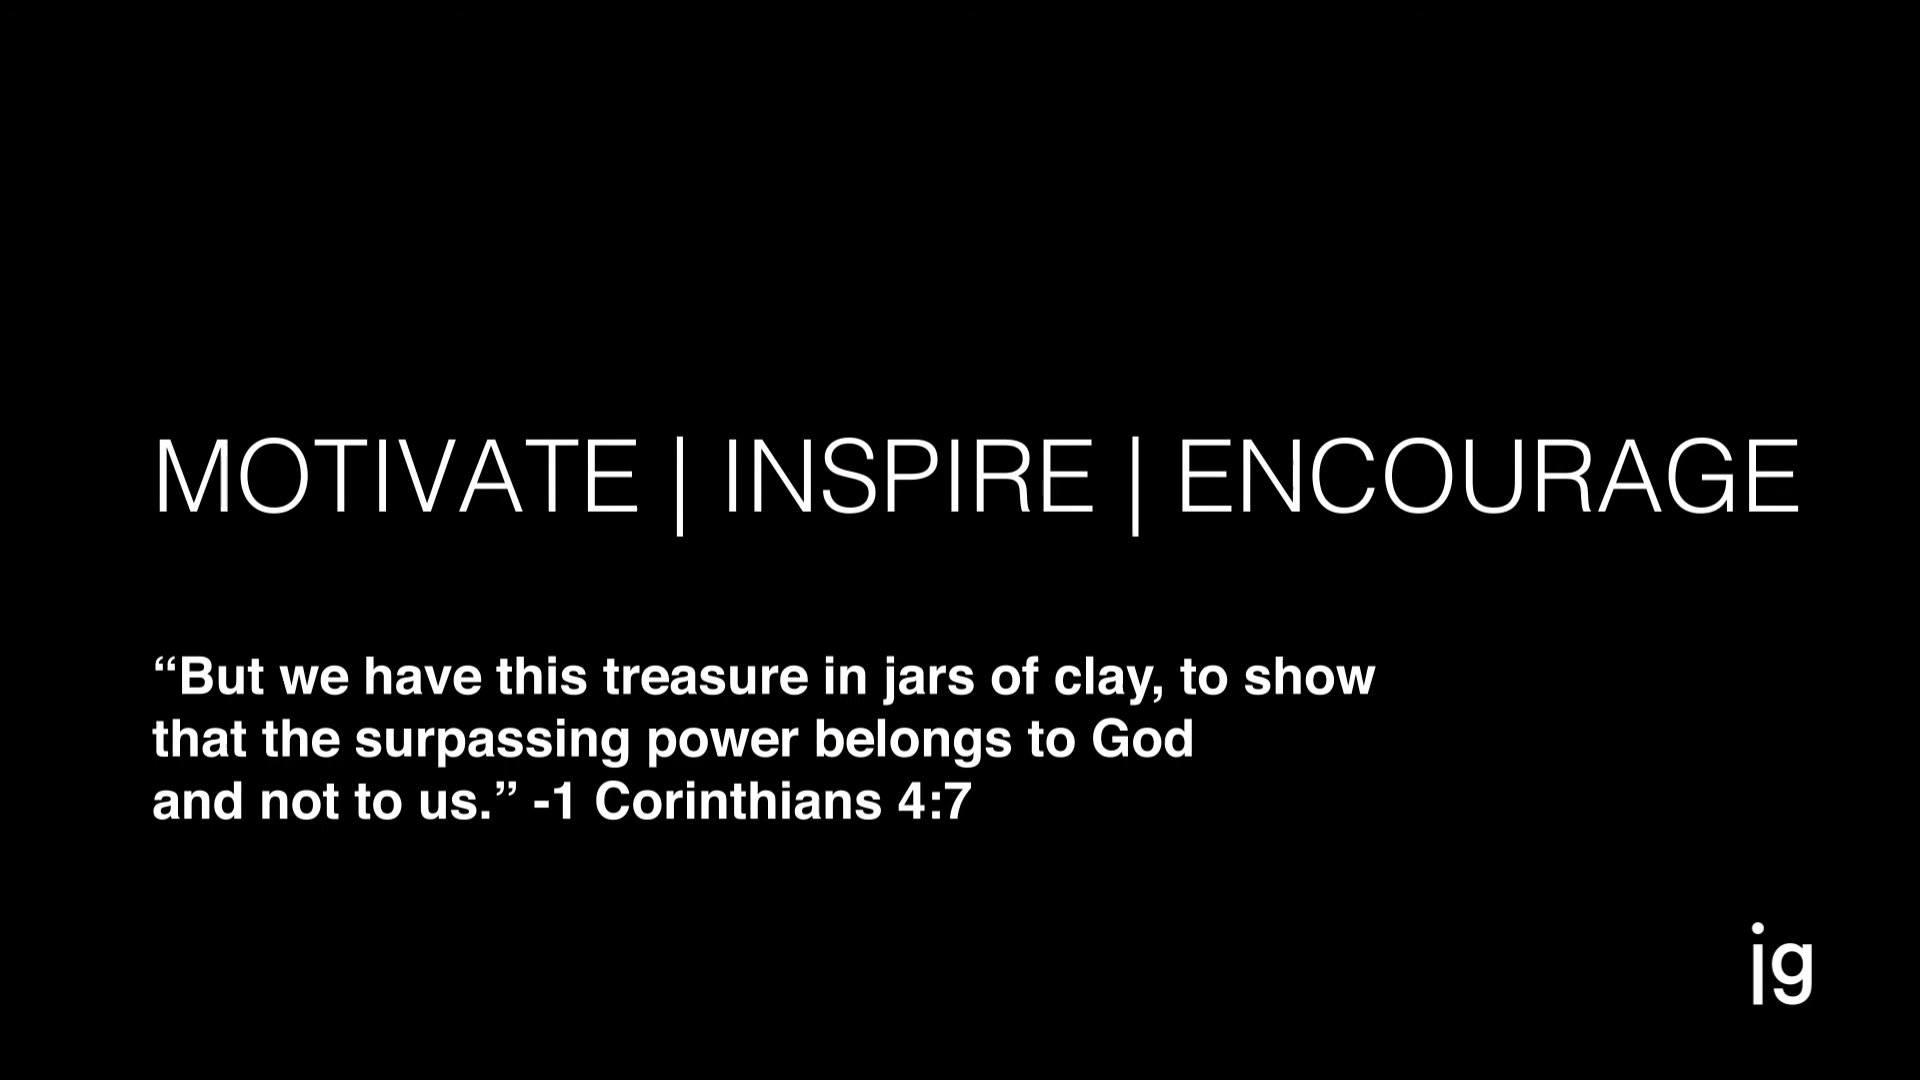 MOTIVATE | INSPIRE | ENCOURAGE
“But we have this treasure in jars of clay, to show
that the surpassing power belongs to God
and not to us.” -1 Corinthians 4:7
jg